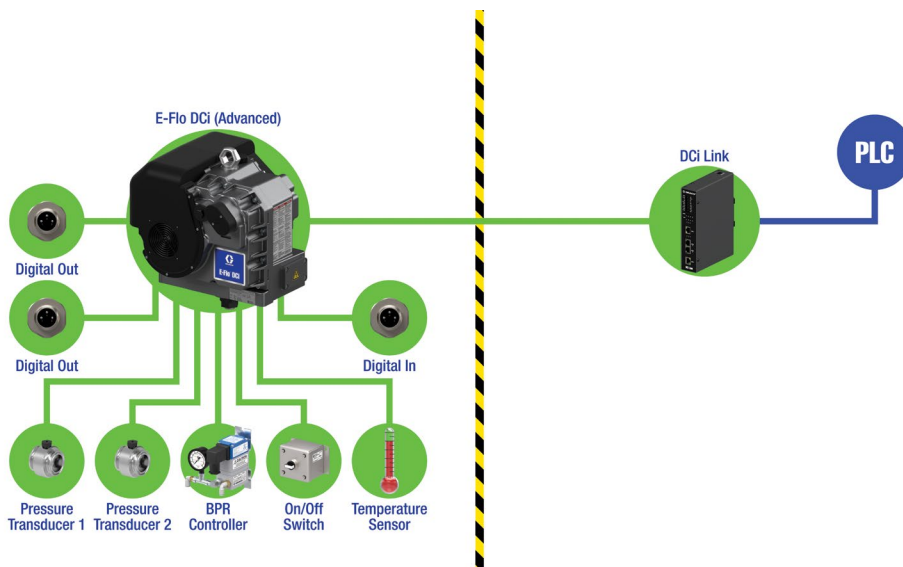 E-Flo DCi (Advanced)
DCi Link
PLC
Digital Out
E-Flo DCi
Digital Out
Digital In
Pressure
Transducer 1
Pressure
Transducer 2
BPR
Controller
On/Off
Switch
Temperature
Sensor